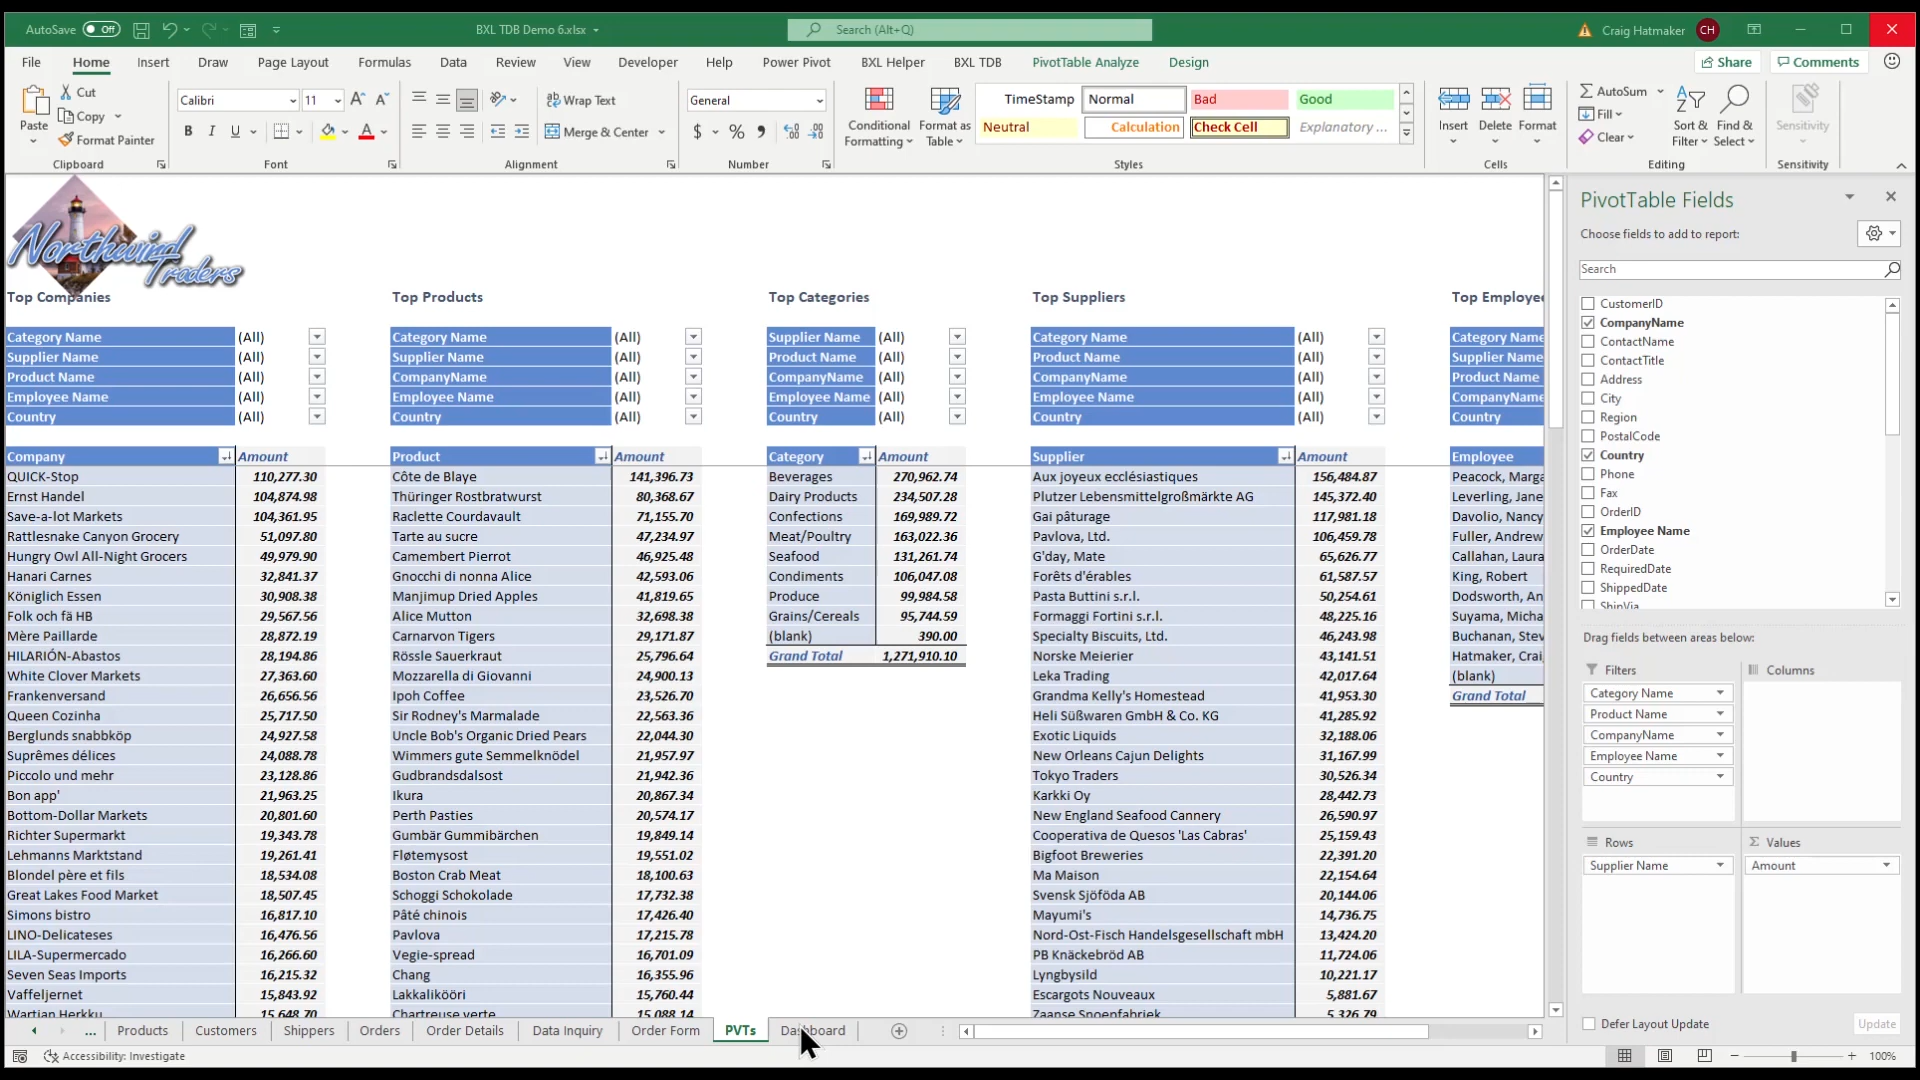 AutoSave Off BXL TDB Demo 6.xlsx Search (Alt+Q) Craig Hatmaker CH
File Home Insert Draw Page Layout Formulas Data Review View Developer Help Power Pivot BXL Helper BXL TDB PivotTable Analyze Design Share Comments
Paste Cut Copy Format Painter Clipboard
Calibri 11 B I U A Font
Wrap Text Merge & Center Alignment
General $ % Number
Conditional Formatting Format as Table
TimeStamp Normal Bad Good
Neutral Calculation Check Cell Explanatory ...
Styles
Insert Delete Format Cells
AutoSum Fill Clear Sort & Filter Find & Select Editing
Sensitivity Sensitivity
Northwind Traders
Top Companies
Category Name (All)
Supplier Name (All)
Product Name (All)
Employee Name (All)
Country (All)
Company Amount
QUICK-Stop 110,277.30
Ernst Handel 104,874.98
Save-a-lot Markets 104,361.95
Rattlesnake Canyon Grocery 51,097.80
Hungry Owl All-Night Grocers 49,979.90
Hanari Carnes 32,841.37
Königlich Essen 30,908.38
Folk och fä HB 29,567.56
Mère Paillarde 28,872.19
HILARIÓN-Abastos 28,194.86
White Clover Markets 27,363.60
Frankenversand 26,656.56
Queen Cozinha 25,717.50
Berglunds snabbköp 24,927.58
Suprêmes délices 24,088.78
Piccolo und mehr 23,128.86
Bon app' 21,963.25
Bottom-Dollar Markets 20,801.60
Richter Supermarkt 19,343.78
Lehmanns Marktstand 19,261.41
Blondel père et fils 18,534.08
Great Lakes Food Market 18,507.45
Simons bistro 16,817.10
LINO-Delicateses 16,476.56
LILA-Supermercado 16,266.60
Seven Seas Imports 16,215.32
Vaffeljernet 15,843.92
Wartian Herkku 15,648.70
Top Products
Category Name (All)
Supplier Name (All)
CompanyName (All)
Employee Name (All)
Country (All)
Product Amount
Côte de Blaye 141,396.73
Thüringer Rostbratwurst 80,368.67
Raclette Courdavault 71,155.70
Tarte au sucre 47,234.97
Camembert Pierrot 46,925.48
Gnocchi di nonna Alice 42,593.06
Manjimup Dried Apples 41,819.65
Alice Mutton 32,698.38
Carnarvon Tigers 29,171.87
Rössle Sauerkraut 25,796.64
Mozzarella di Giovanni 24,900.13
Ipoh Coffee 23,526.70
Sir Rodney's Marmalade 22,563.36
Uncle Bob's Organic Dried Pears 22,044.30
Wimmers gute Semmelknödel 21,957.97
Gudbrandsdalsost 21,942.36
Ikura 20,867.34
Perth Pasties 20,574.17
Gumbär Gummibärchen 19,849.14
Fløtemysost 19,551.02
Boston Crab Meat 18,100.63
Schoggi Schokolade 17,732.38
Pâté chinois 17,426.40
Pavlova 17,215.78
Vegie-spread 16,701.09
Chang 16,355.96
Lakkalikööri 15,760.44
Chartreuse verte 15,088.14
Top Categories
Supplier Name (All)
Product Name (All)
CompanyName (All)
Employee Name (All)
Country (All)
Category Amount
Beverages 270,962.74
Dairy Products 234,507.28
Confections 169,989.72
Meat/Poultry 163,022.36
Seafood 131,261.74
Condiments 106,047.08
Produce 99,984.58
Grains/Cereals 95,744.59
(blank) 390.00
Grand Total 1,271,910.10
Top Suppliers
Category Name (All)
Product Name (All)
CompanyName (All)
Employee Name (All)
Country (All)
Supplier Amount
Aux joyeux ecclésiastiques 156,484.87
Plutzer Lebensmittelgroßmärkte AG 145,372.40
Gai pâturage 117,981.18
Pavlova, Ltd. 106,459.78
G'day, Mate 65,626.77
Forêts d'érables 61,587.57
Pasta Buttini s.r.l. 50,254.61
Formaggi Fortini s.r.l. 48,225.16
Specialty Biscuits, Ltd. 46,243.98
Norske Meierier 43,141.51
Leka Trading 42,017.64
Grandma Kelly's Homestead 41,953.30
Heli Süßwaren GmbH & Co. KG 41,285.92
Exotic Liquids 32,188.06
New Orleans Cajun Delights 31,167.99
Tokyo Traders 30,526.34
Karkki Oy 28,442.73
New England Seafood Cannery 26,590.97
Cooperativa de Quesos 'Las Cabras' 25,159.43
Bigfoot Breweries 22,391.20
Ma Maison 22,154.64
Svensk Sjöföda AB 20,144.06
Mayumi's 14,736.75
Nord-Ost-Fisch Handelsgesellschaft mbH 13,424.20
PB Knäckebröd AB 11,724.06
Lyngbysild 10,221.17
Escargots Nouveaux 5,881.67
Zaanse Snoepfabriek 5,326.79
Top Employee
Category Name
Supplier Name
Product Name
CompanyName
Country
Employee
Peacock, Marga
Leverling, Jane
Davolio, Nancy
Fuller, Andrew
Callahan, Laura
King, Robert
Dodsworth, An
Suyama, Micha
Buchanan, Stev
Hatmaker, Crai
(blank)
Grand Total
PivotTable Fields
Choose fields to add to report:
Search
CustomerID
CompanyName
ContactName
ContactTitle
Address
City
Region
PostalCode
Country
Phone
Fax
OrderID
Employee Name
OrderDate
RequiredDate
ShippedDate
ShipVia
Drag fields between areas below:
Filters Columns
Category Name
Product Name
CompanyName
Employee Name
Country
Rows Values
Supplier Name Amount
Defer Layout Update Update
... Products Customers Shippers Orders Order Details Data Inquiry Order Form PVTs Dashboard
Accessibility: Investigate 100%